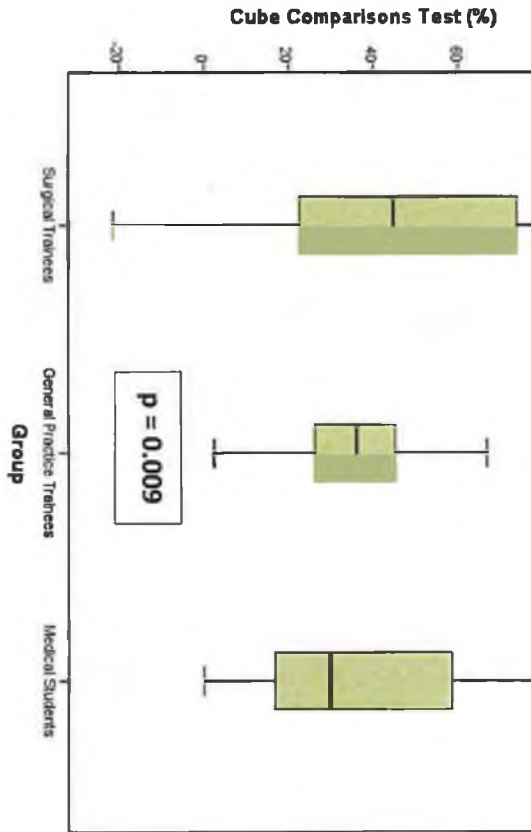 Cube Comparisons Test (%)
-20
0
20
40
60
Surgical Trainees
General Practice Trainees
Medical Students
Group
p = 0.009